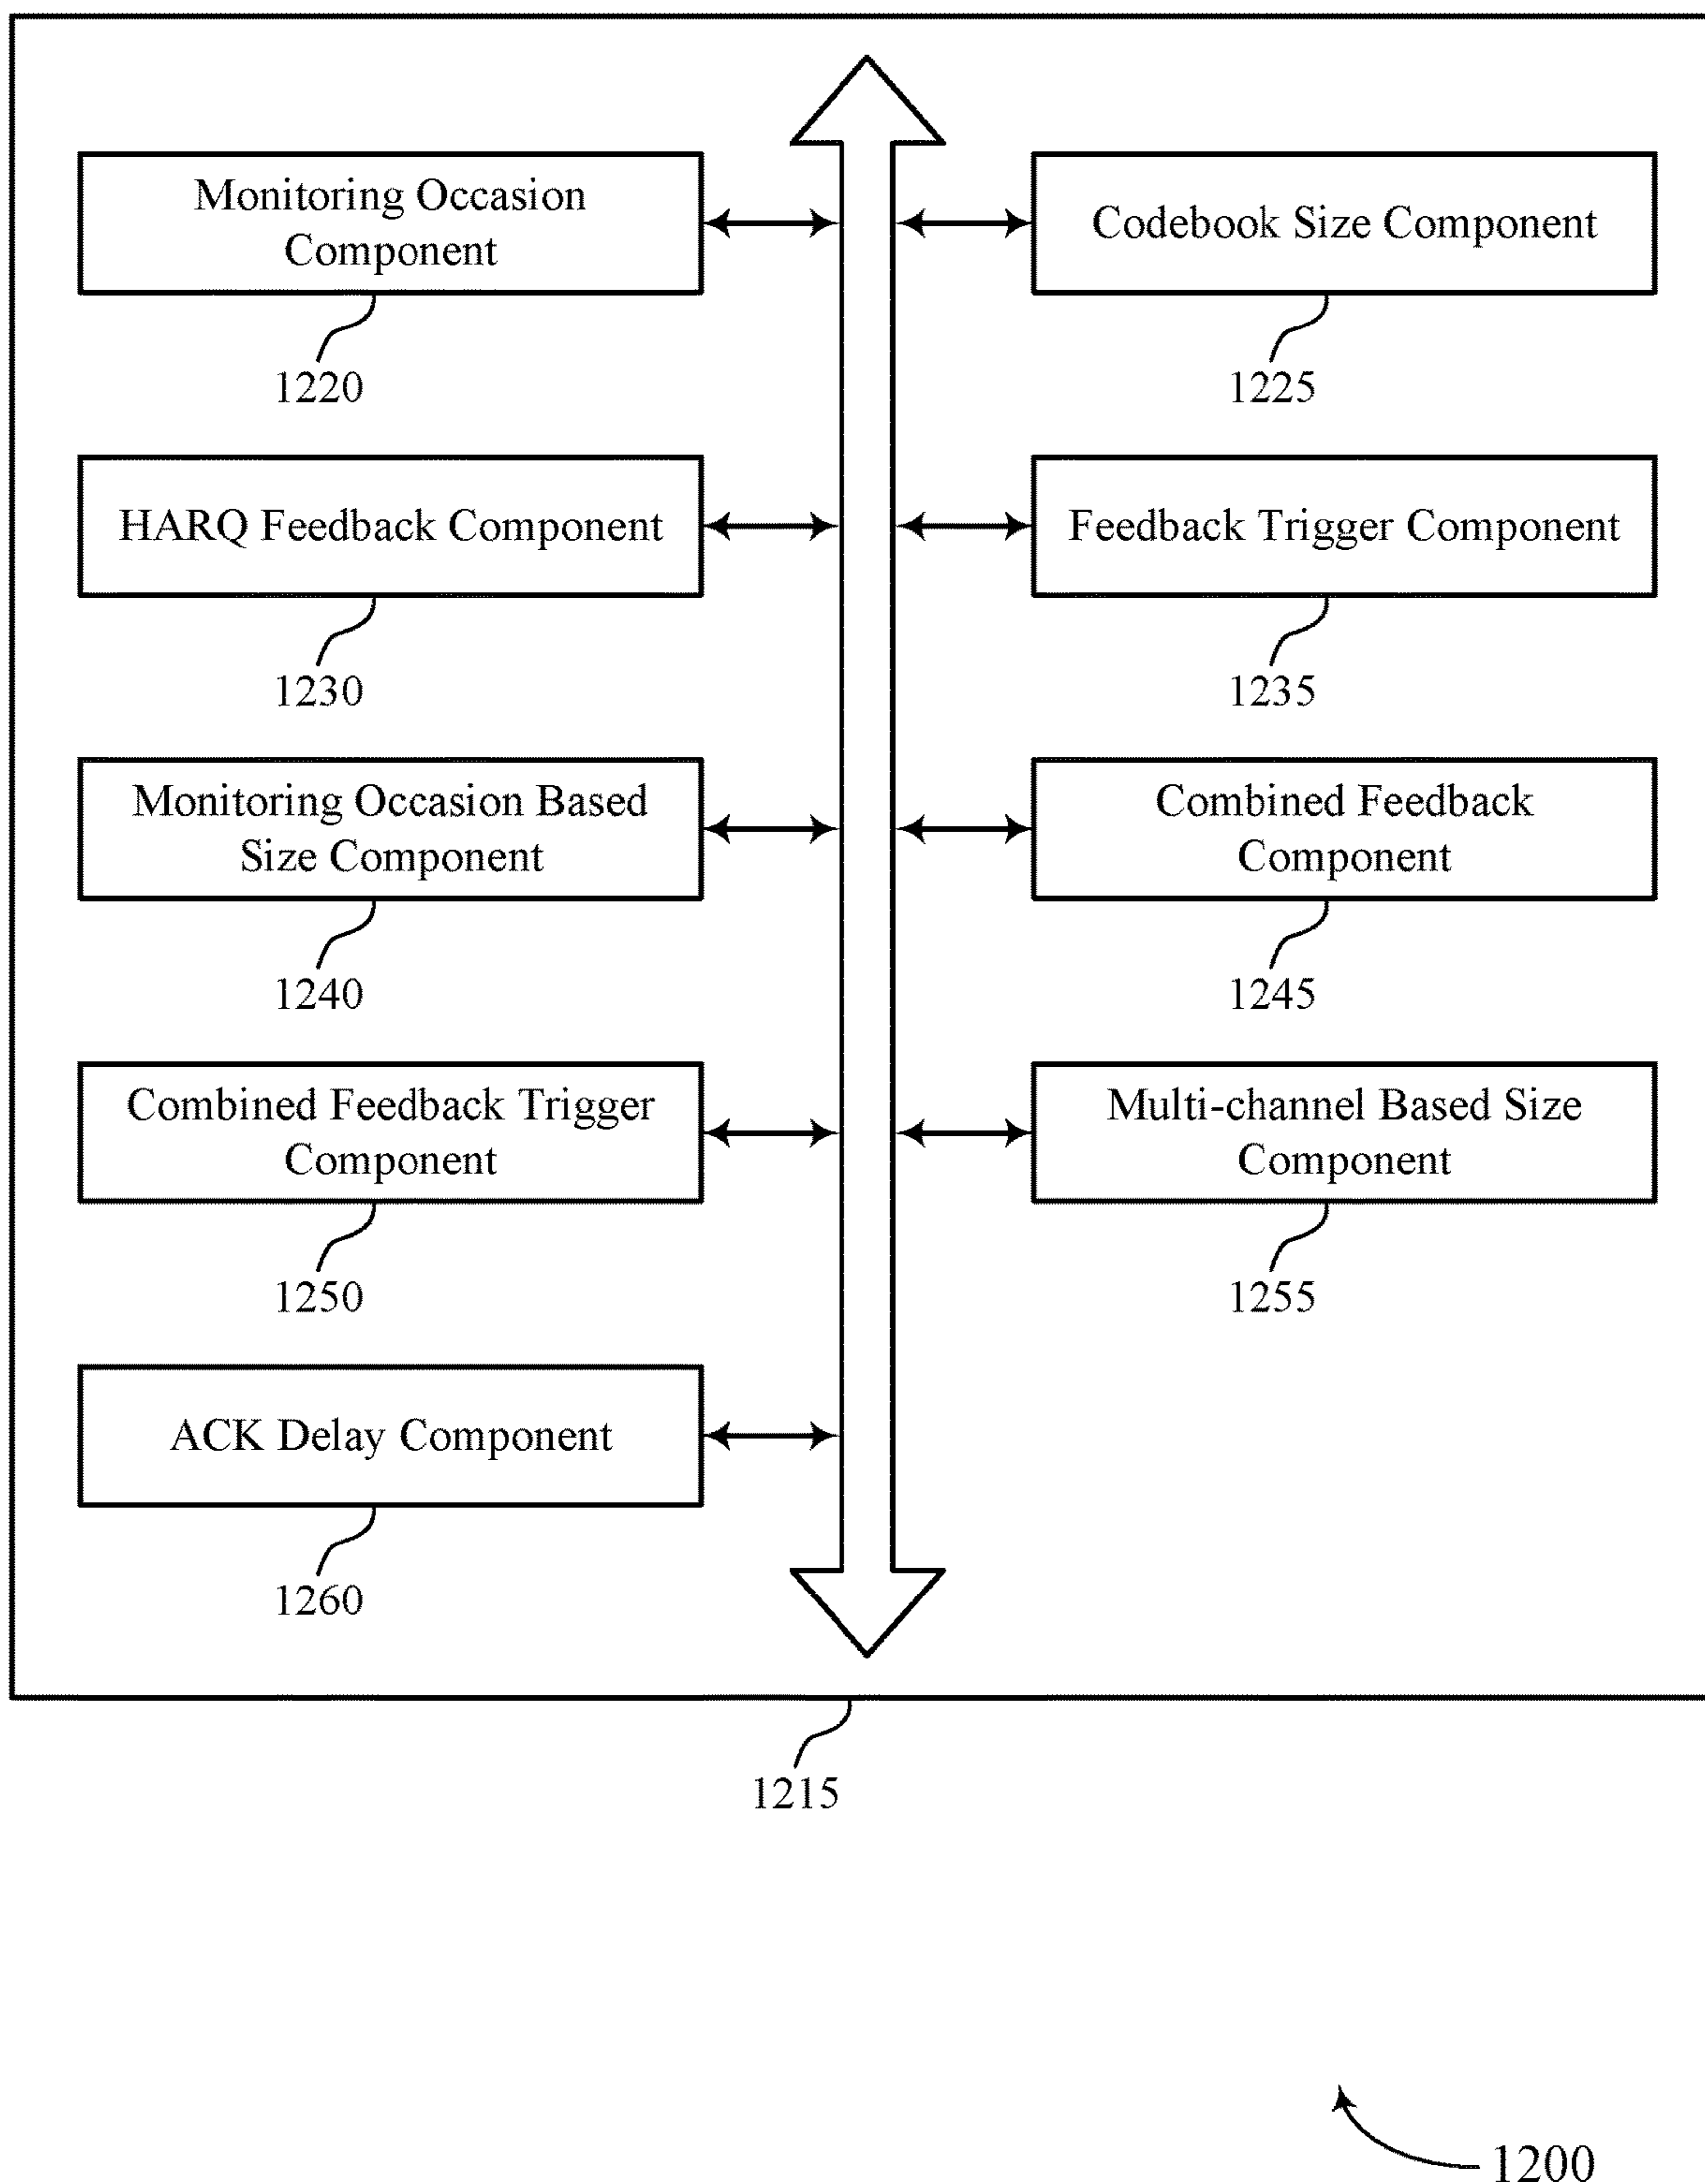 Monitoring Occasion
Component
1220
Codebook Size Component
1225
HARQ Feedback Component
1230
Feedback Trigger Component
1235
Monitoring Occasion Based
Size Component
1240
Combined Feedback
Component
1245
Combined Feedback Trigger
Component
1250
Multi-channel Based Size
Component
1255
ACK Delay Component
1260
1215
1200